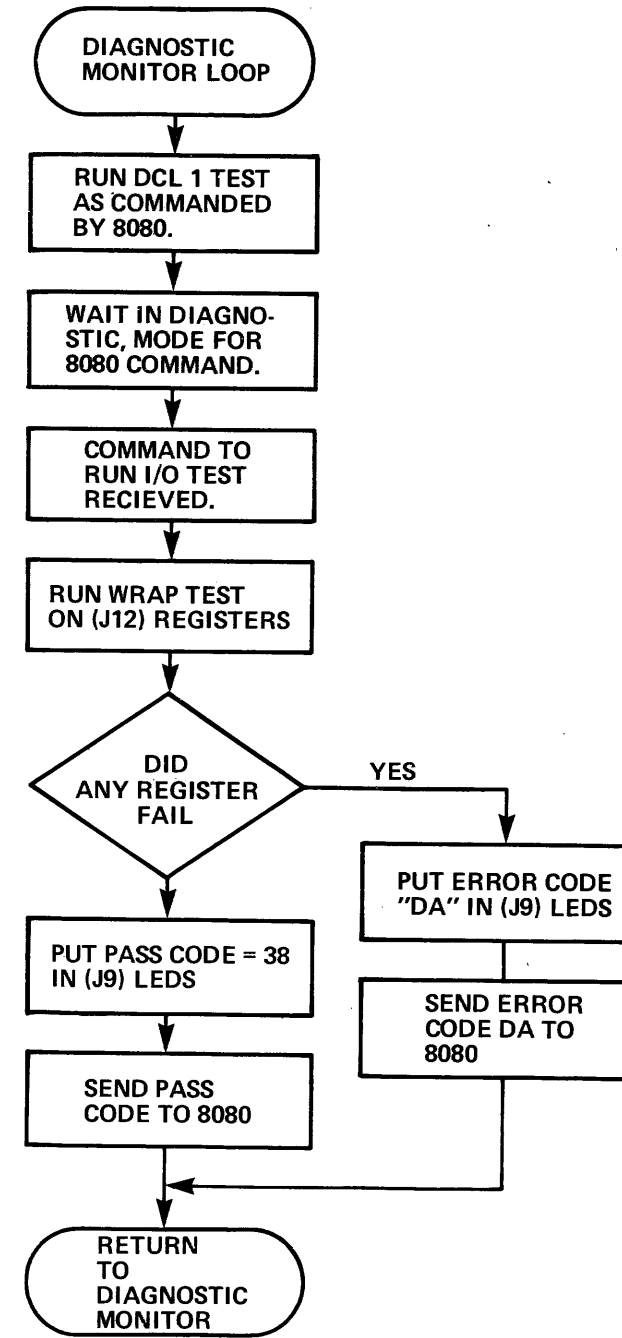 DIAGNOSTIC
MONITOR LOOP
RUN DCL 1 TEST
AS COMMANDED
BY 8080.
WAIT IN DIAGNO-
STIC, MODE FOR
8080 COMMAND.
COMMAND TO
RUN I/O TEST
RECIEVED.
RUN WRAP TEST
ON (J12) REGISTERS
DID
ANY REGISTER
FAIL
YES
PUT ERROR CODE
"DA" IN (J9) LEDS
PUT PASS CODE = 38
IN (J9) LEDS
SEND ERROR
CODE DA TO
8080
SEND PASS
CODE TO 8080
RETURN
TO
DIAGNOSTIC
MONITOR